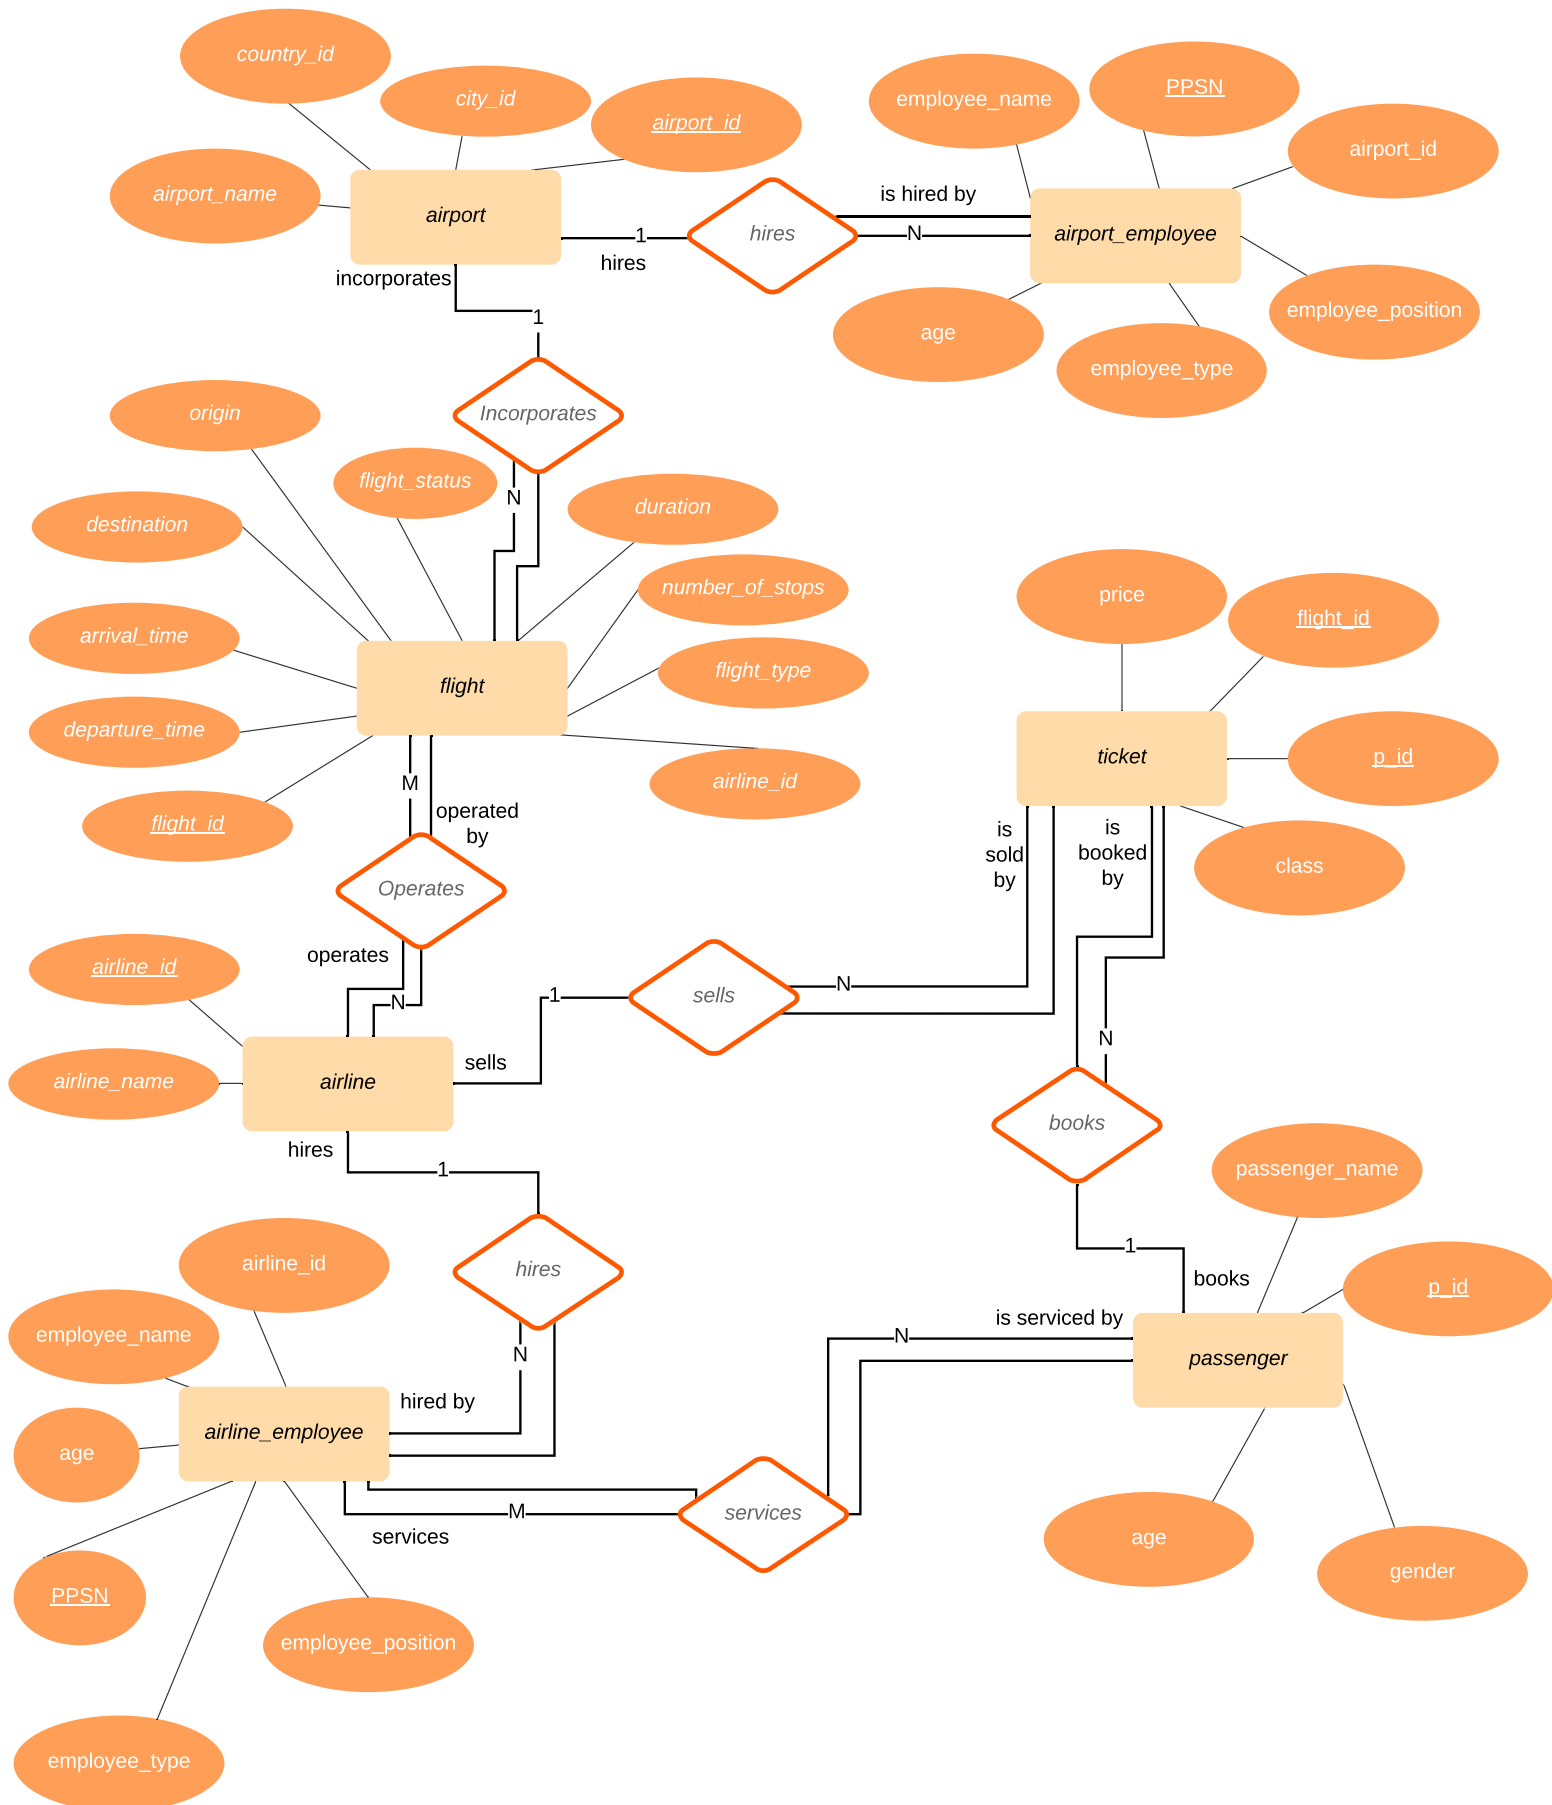 country_id
city_id
airport_id
airport_name
airport
employee_name
PPSN
airport_id
is hired by
hires
1
N
hires
airport_employee
employee_position
age
employee_type
incorporates
1
Incorporates
N
origin
flight_status
duration
destination
number_of_stops
arrival_time
flight_type
flight
departure_time
airline_id
flight_id
M
operated
by
Operates
operates
N
price
flight_id
ticket
p_id
class
is
sold
by
is
booked
by
airline_id
airline_name
airline
sells
1
sells
N
N
books
1
books
hires
1
hires
N
hired by
airline_id
employee_name
age
airline_employee
PPSN
employee_position
employee_type
M
services
services
N
is serviced by
passenger_name
p_id
passenger
age
gender